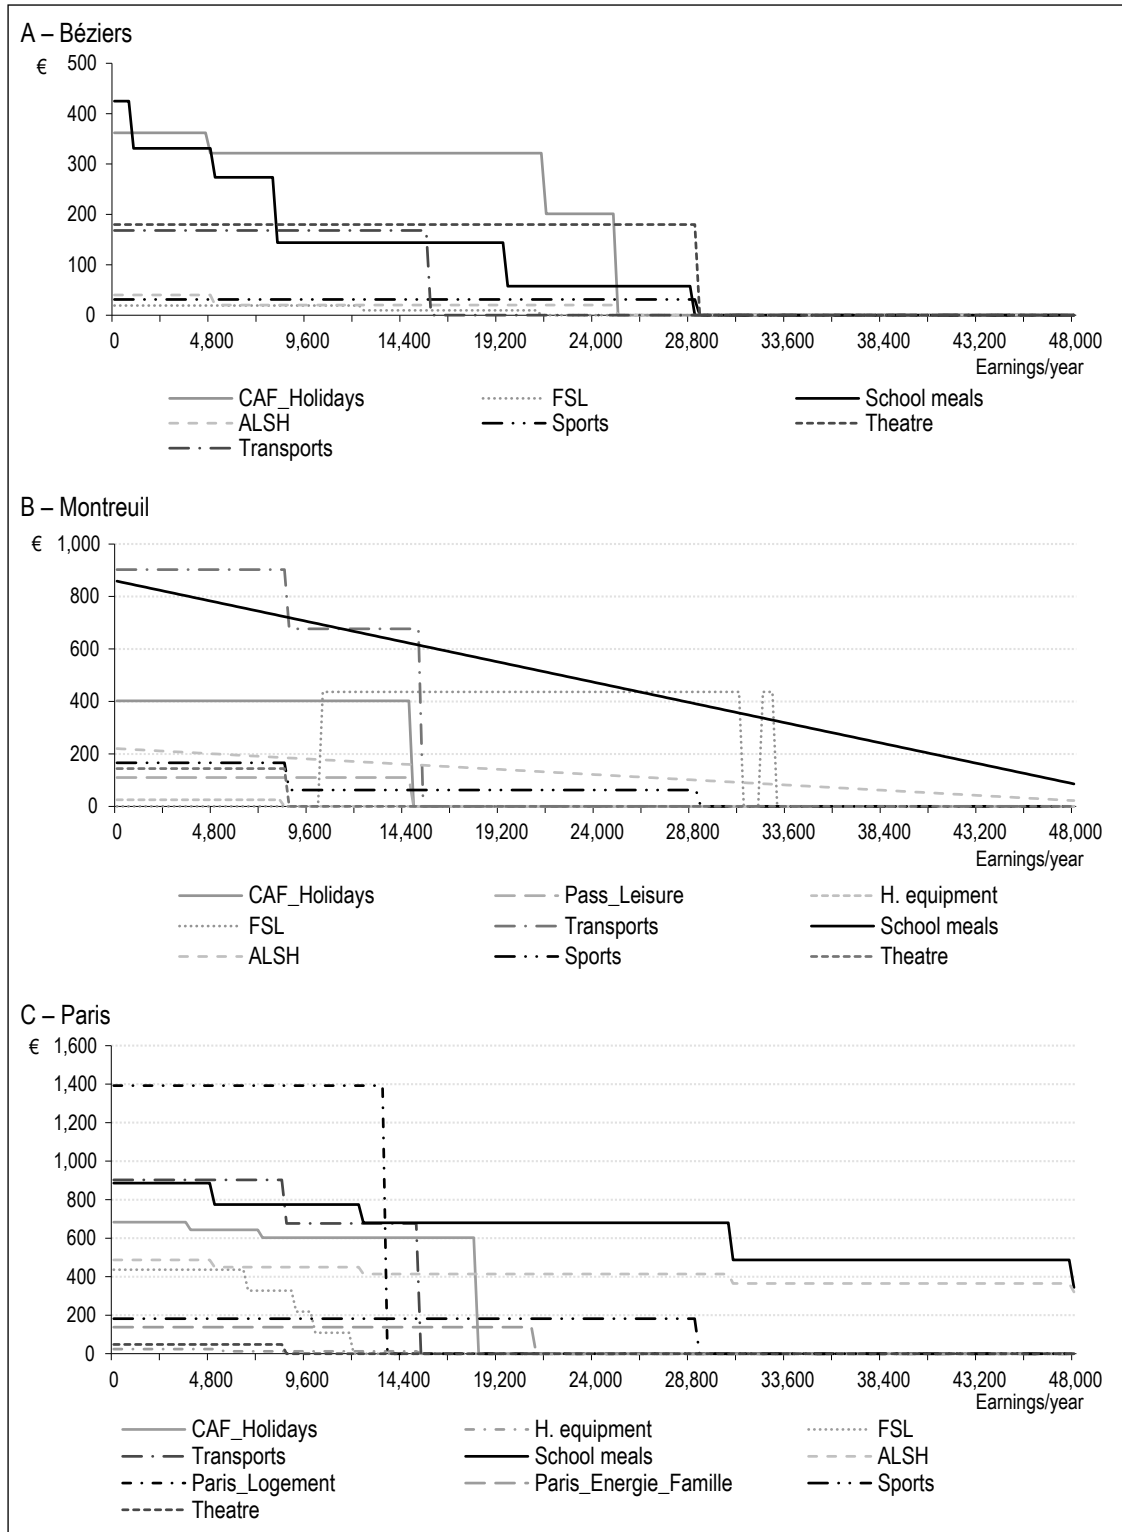 A – Béziers
€
500
400
300
200
100
0
0 4,800 9,600 14,400 19,200 24,000 28,800 33,600 38,400 43,200 48,000
Earnings/year
CAF_Holidays FSL School meals
ALSH Sports Theatre
Transports
B – Montreuil
€ 1,000
800
600
400
200
0
0 4,800 9,600 14,400 19,200 24,000 28,800 33,600 38,400 43,200 48,000
Earnings/year
CAF_Holidays Pass_Leisure H. equipment
FSL Transports School meals
ALSH Sports Theatre
C – Paris
€ 1,600
1,400
1,200
1,000
800
600
400
200
0
0 4,800 9,600 14,400 19,200 24,000 28,800 33,600 38,400 43,200 48,000
Earnings/year
CAF_Holidays H. equipment FSL
Transports School meals ALSH
Paris_Logement Paris_Energie_Famille Sports
Theatre